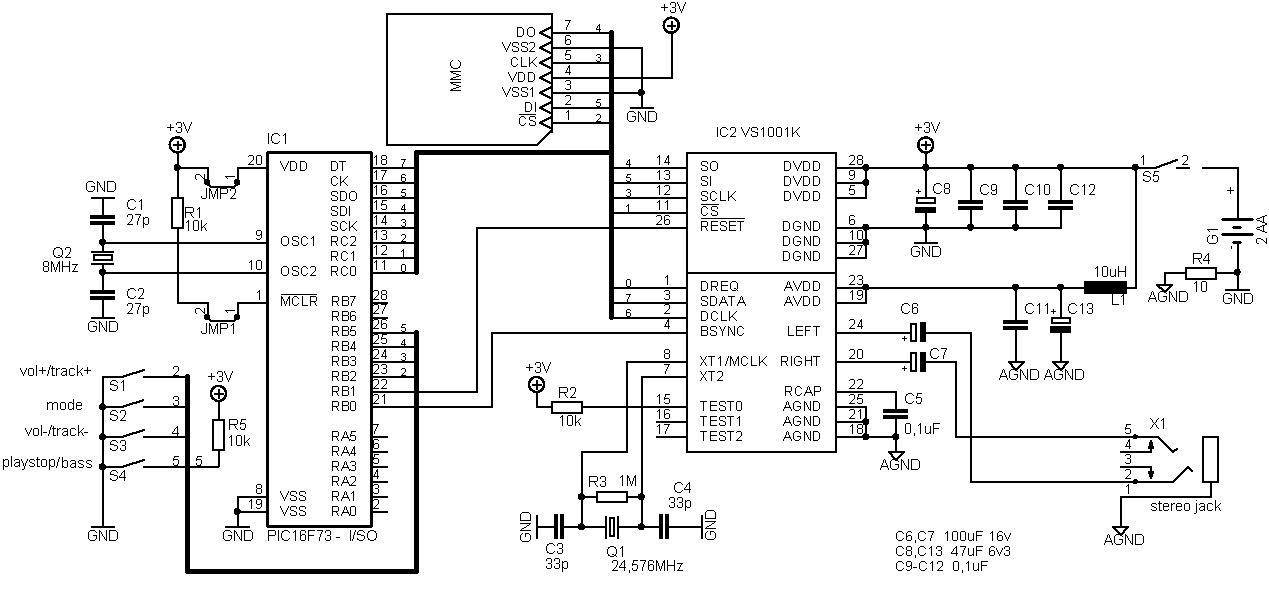 MMC
DO 7 4
VSS2 6
CLK 5 3
VDD 4
VSS1 3
DI 2 5
CS 1 2
+3V
GND
+3V
IC1
20 VDD
JMP2
2 1
R1
10k
GND
C1
27p
Q2
8MHz
9 OSC1
10 OSC2
C2
27p
GND
1 MCLR
2 1
JMP1
DT 18 7
CK 17 6
SDO 16 5
SDI 15 4
SCK 14 3
RC2 13 2
RC1 12 1
RC0 11 0
RB7 28
RB6 27
RB5 26 5
RB4 25 4
RB3 24 3
RB2 23 2
RB1 22
RB0 21
RA5 7
RA4 6
RA3 5
RA2 4
RA1 3
RA0 2
8 VSS
19 VSS
GND
PIC16F73 - I/SO
vol+/track+
S1
2
mode
S2
3
vol-/track-
S3
4
playstop/bass
S4
5 5
+3V
R5
10k
GND
IC2 VS1001K
4 14 SO
5 13 SI
3 12 SCLK
1 11 CS
26 RESET
0 1 DREQ
7 3 SDATA
6 2 DCLK
4 BSYNC
8 XT1/MCLK
7 XT2
15 TEST0
16 TEST1
17 TEST2
DVDD 28
DVDD 9
DVDD 5
DGND 6
DGND 10
DGND 27
AVDD 23
AVDD 19
LEFT 24
RIGHT 20
RCAP 22
AGND 25
AGND 21
AGND 18
+3V
R2
10k
R3 1M
C3
33p
GND
Q1
24,576MHz
C4
33p
GND
+3V
+ C8
C9
C10
C12
GND
1 2
S5
+
G1
2 AA
-
R4
10
AGND
GND
10uH
L1
C11
+ C13
AGND
AGND
C6
+
C7
+
C5
0,1uF
AGND
X1
5
4
3
2
1
stereo jack
AGND
C6,C7 100uF 16v
C8,C13 47uF 6v3
C9-C12 0,1uF